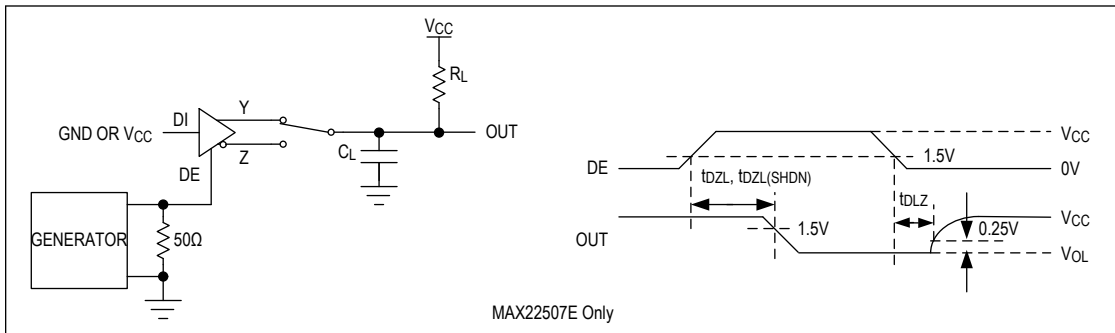 VCC
RL
Y
DI
GND OR VCC
OUT
Z
CL
DE
GENERATOR
50Ω
VCC
1.5V
DE
0V
tDZL, tDZL(SHDN)
tDLZ
VCC
0.25V
1.5V
OUT
VOL
MAX22507E Only